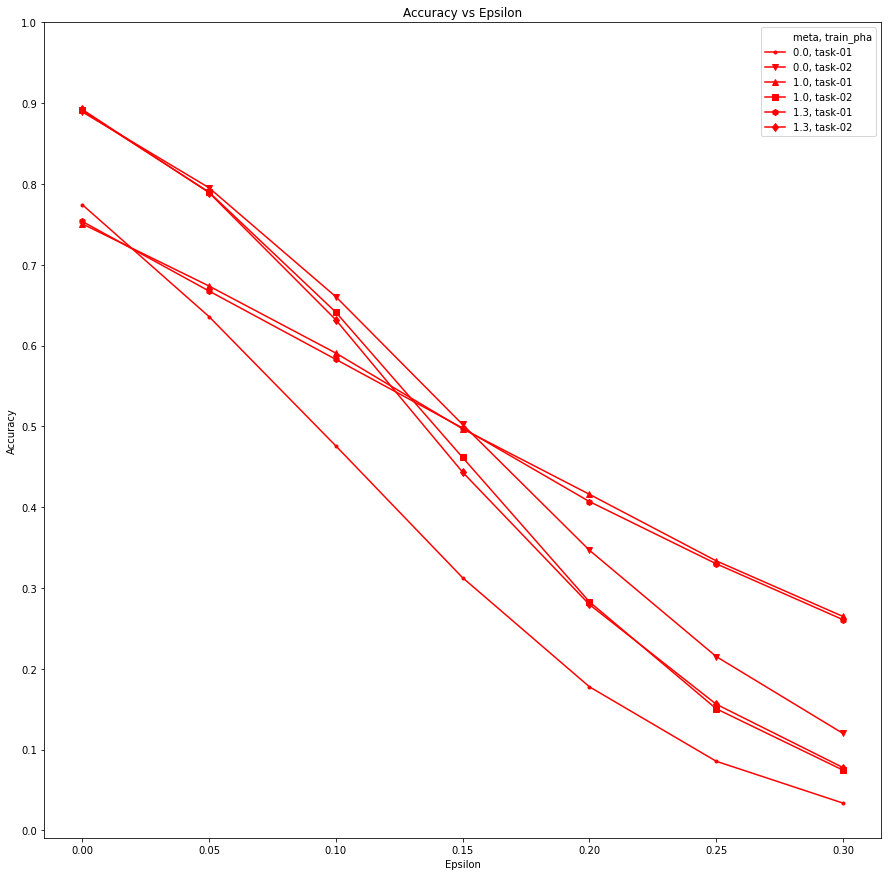 Accuracy vs Epsilon
meta, train_pha
0.0, task-01
0.0, task-02
1.0, task-01
1.0, task-02
1.3, task-01
1.3, task-02
1.0
0.9
0.8
0.7
0.6
0.5
0.4
0.3
0.2
0.1
0.0
Accuracy
0.00 0.05 0.10 0.15 0.20 0.25 0.30
Epsilon